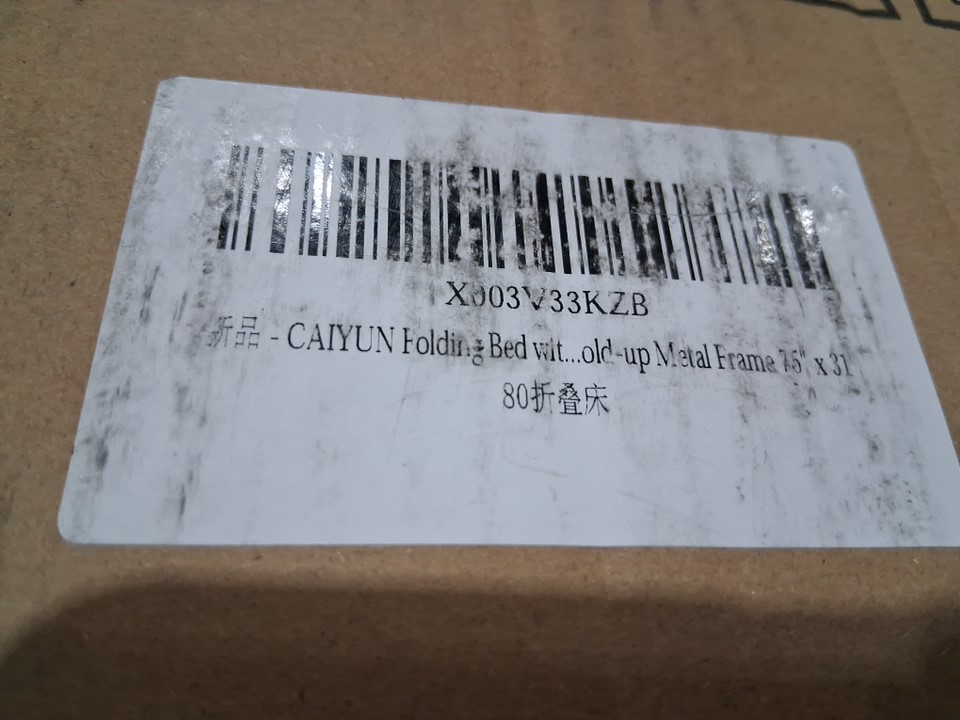 X003V33KZB
新品 - CAIYUN Folding Bed wit...old-up Metal Frame 75" x 31
80折叠床